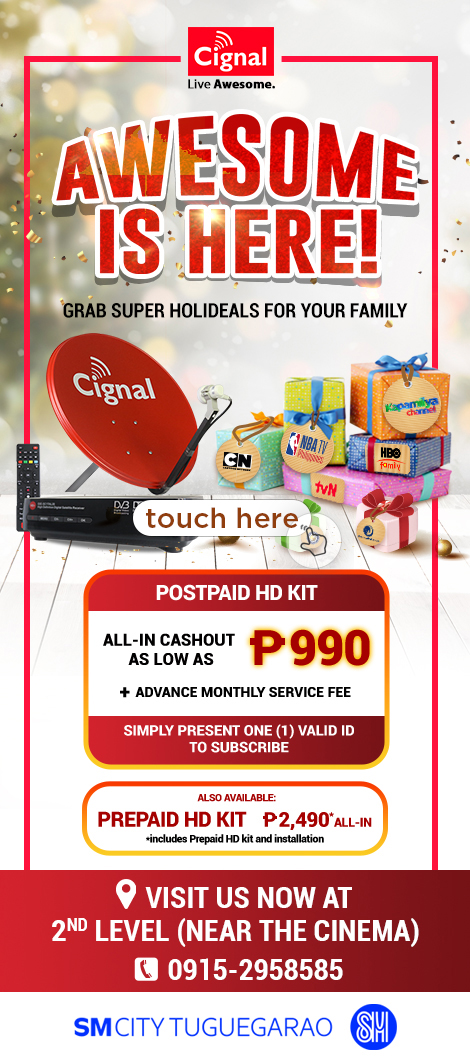 Cignal
Live Awesome.
AWESOME
IS HERE!
GRAB SUPER HOLIDEALS FOR YOUR FAMILY
Cignal
Kapamilya
channel
CN
NBA TV
Philippines
HBO
family
tvN
touch here
POSTPAID HD KIT
ALL-IN CASHOUT
AS LOW AS
₱990
+ ADVANCE MONTHLY SERVICE FEE
SIMPLY PRESENT ONE (1) VALID ID
TO SUBSCRIBE
ALSO AVAILABLE:
PREPAID HD KIT ₱2,490* ALL-IN
*includes Prepaid HD kit and installation
VISIT US NOW AT
2ND LEVEL (NEAR THE CINEMA)
0915-2958585
SM CITY TUGUEGARAO SM